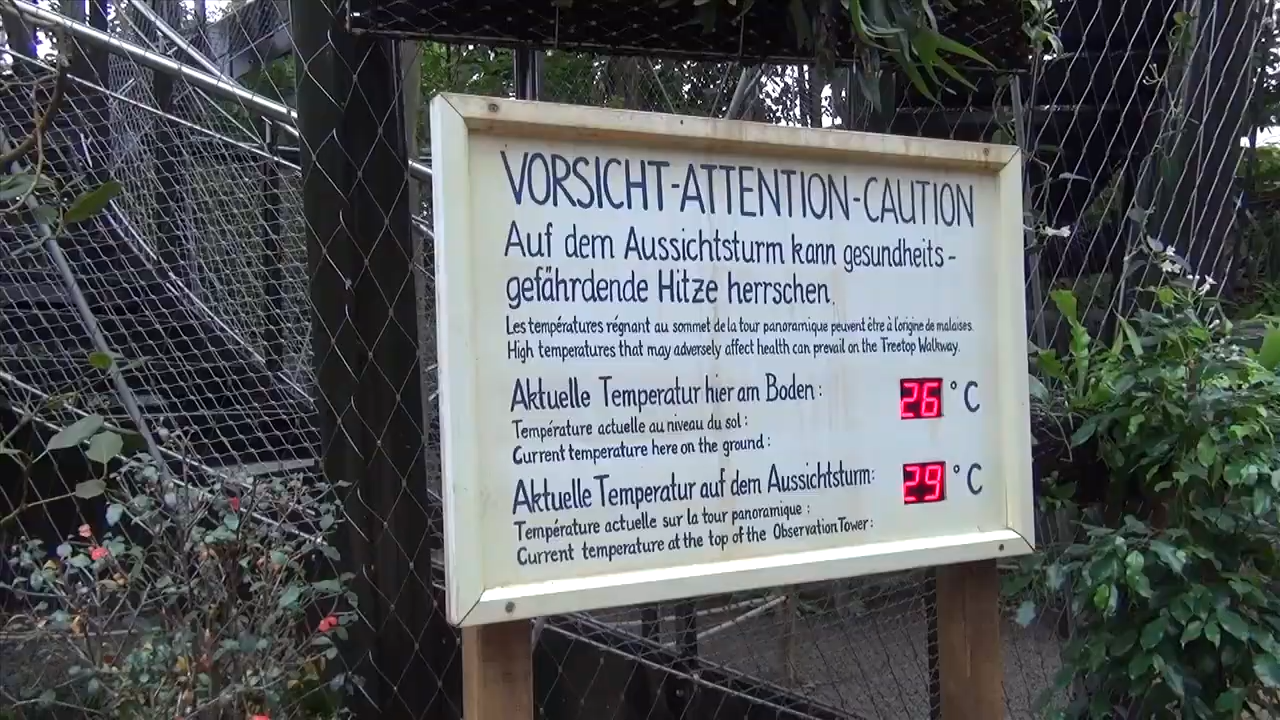 VORSICHT-ATTENTION-CAUTION
Auf dem Aussichtsturm kann gesundheits-
gefährdende Hitze herrschen.
Les températures régnant au sommet de la tour panoramique peuvent être à l'origine de malaises.
High temperatures that may adversely affect health can prevail on the Treetop Walkway.
Aktuelle Temperatur hier am Boden: 26 °C
Température actuelle au niveau du sol:
Current temperature here on the ground:
Aktuelle Temperatur auf dem Aussichtsturm: 29 °C
Température actuelle sur la tour panoramique:
Current temperature at the top of the Observation Tower: